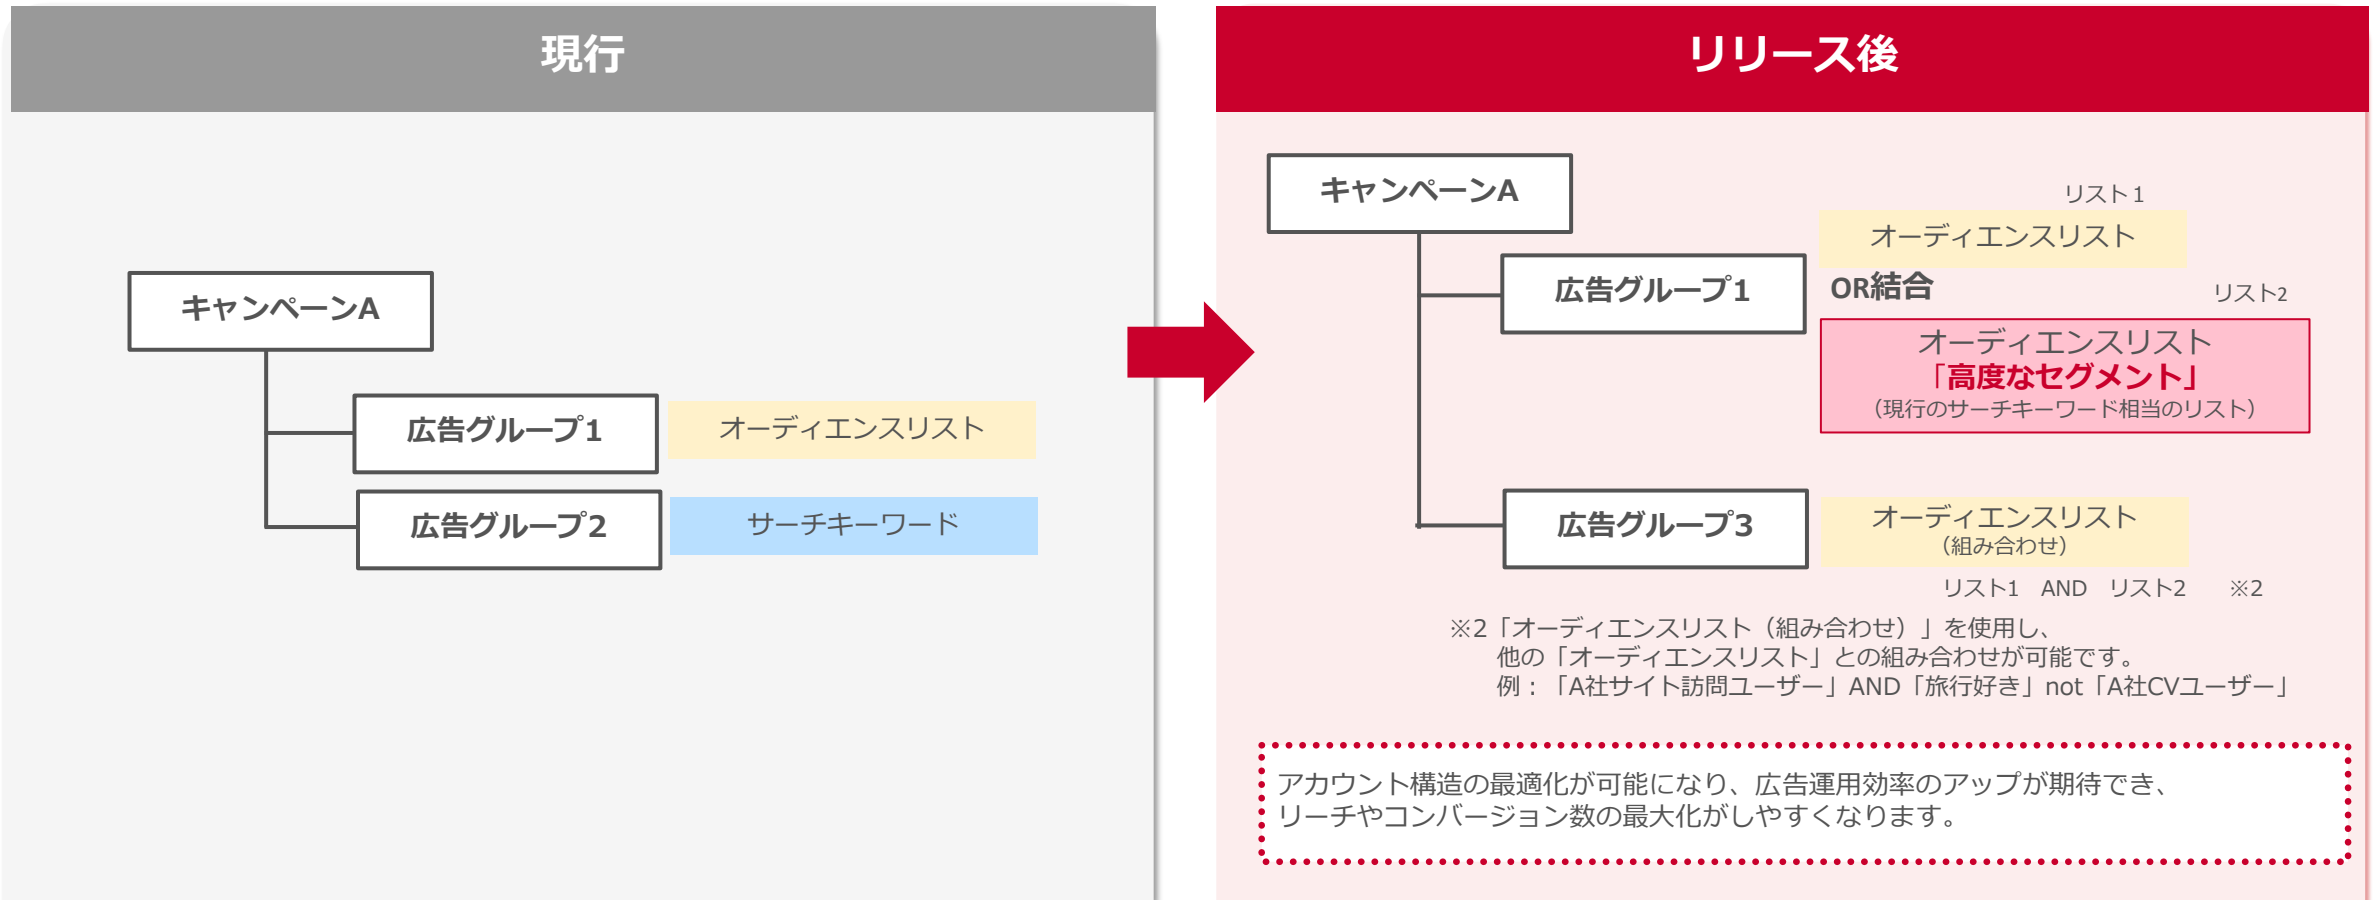 現行
キャンペーンA
広告グループ1
オーディエンスリスト
広告グループ2
サーチキーワード
リリース後
キャンペーンA
リスト1
オーディエンスリスト
広告グループ1
OR結合
リスト2
オーディエンスリスト
「高度なセグメント」
（現行のサーチキーワード相当のリスト）
広告グループ3
オーディエンスリスト
（組み合わせ）
リスト1　AND　リスト2　※2
※2「オーディエンスリスト（組み合わせ）」を使用し、
他の「オーディエンスリスト」との組み合わせが可能です。
例：「A社サイト訪問ユーザー」AND「旅行好き」not「A社CVユーザー」
アカウント構造の最適化が可能になり、広告運用効率のアップが期待でき、
リーチやコンバージョン数の最大化がしやすくなります。